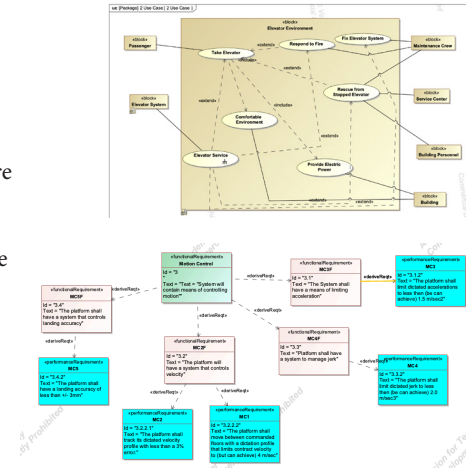 uc [Package] 2 Use Case [ 2 Use Case ]
«block»
Elevator Environment
«block»
Passenger
Take Elevator
«extend»
Respond to Fire
Fix Elevator System
«block»
Maintenance Crew
«include»
«extend»
«block»
Elevator System
«extend»
«include»
Rescue from
Stopped Elevator
«block»
Service Center
Comfortable
Environment
«extend»
Elevator Service
Provide Electric
Power
«block»
Building Personnel
«extend»
«extend»
«block»
Building
re
e
«functionalRequirement»
Motion Control
Id = "3
"
Text = "Text = "System will
contain means of controlling
motion""
«deriveReqt»
«functionalRequirement»
MC3F
Id = "3.1"
Text = "The System shall
have a means of limiting
acceleration"
«deriveReqt»
«performanceRequirement»
MC3
Id = "3.1.2"
Text = "The platform shall
limit dictated accelerations
to less then (be can
achieve) 1.5 m/sec2"
«functionalRequirement»
MC5F
Id = "3.4"
Text = "The platform shall
have a system that controls
landing accuracy"
«deriveReqt»
«deriveReqt»
«deriveReqt»
«deriveReqt»
«performanceRequirement»
MC5
Id = "3.4.2"
Text = "The platform shall
have a landing accuracy of
less than +/- 3mm"
«functionalRequirement»
MC2F
Id = "3.2"
Text = "The platform will
have a system that controls
velocity"
«functionalRequirement»
MC4F
Id = "3.3"
Text = "Platform shall have
a system to manage jerk"
«deriveReqt»
«performanceRequirement»
MC4
Id = "3.3.2"
Text = "The platform shall
limit dictated jerk to less
then (be can achieve) 2.0
m/sec3"
«deriveReqt»
«deriveReqt»
«performanceRequirement»
MC2
Id = "3.2.2.1"
Text = "The platform shall
track its dictated velocity
profile with less than a 3%
error."
«performanceRequirement»
MC1
Id = "3.2.2.2"
Text = "The platform shall
move between commanded
floors with a dictation profile
that limits contract velocity
to (but can achieve) 4 m/sec"
Prohibited